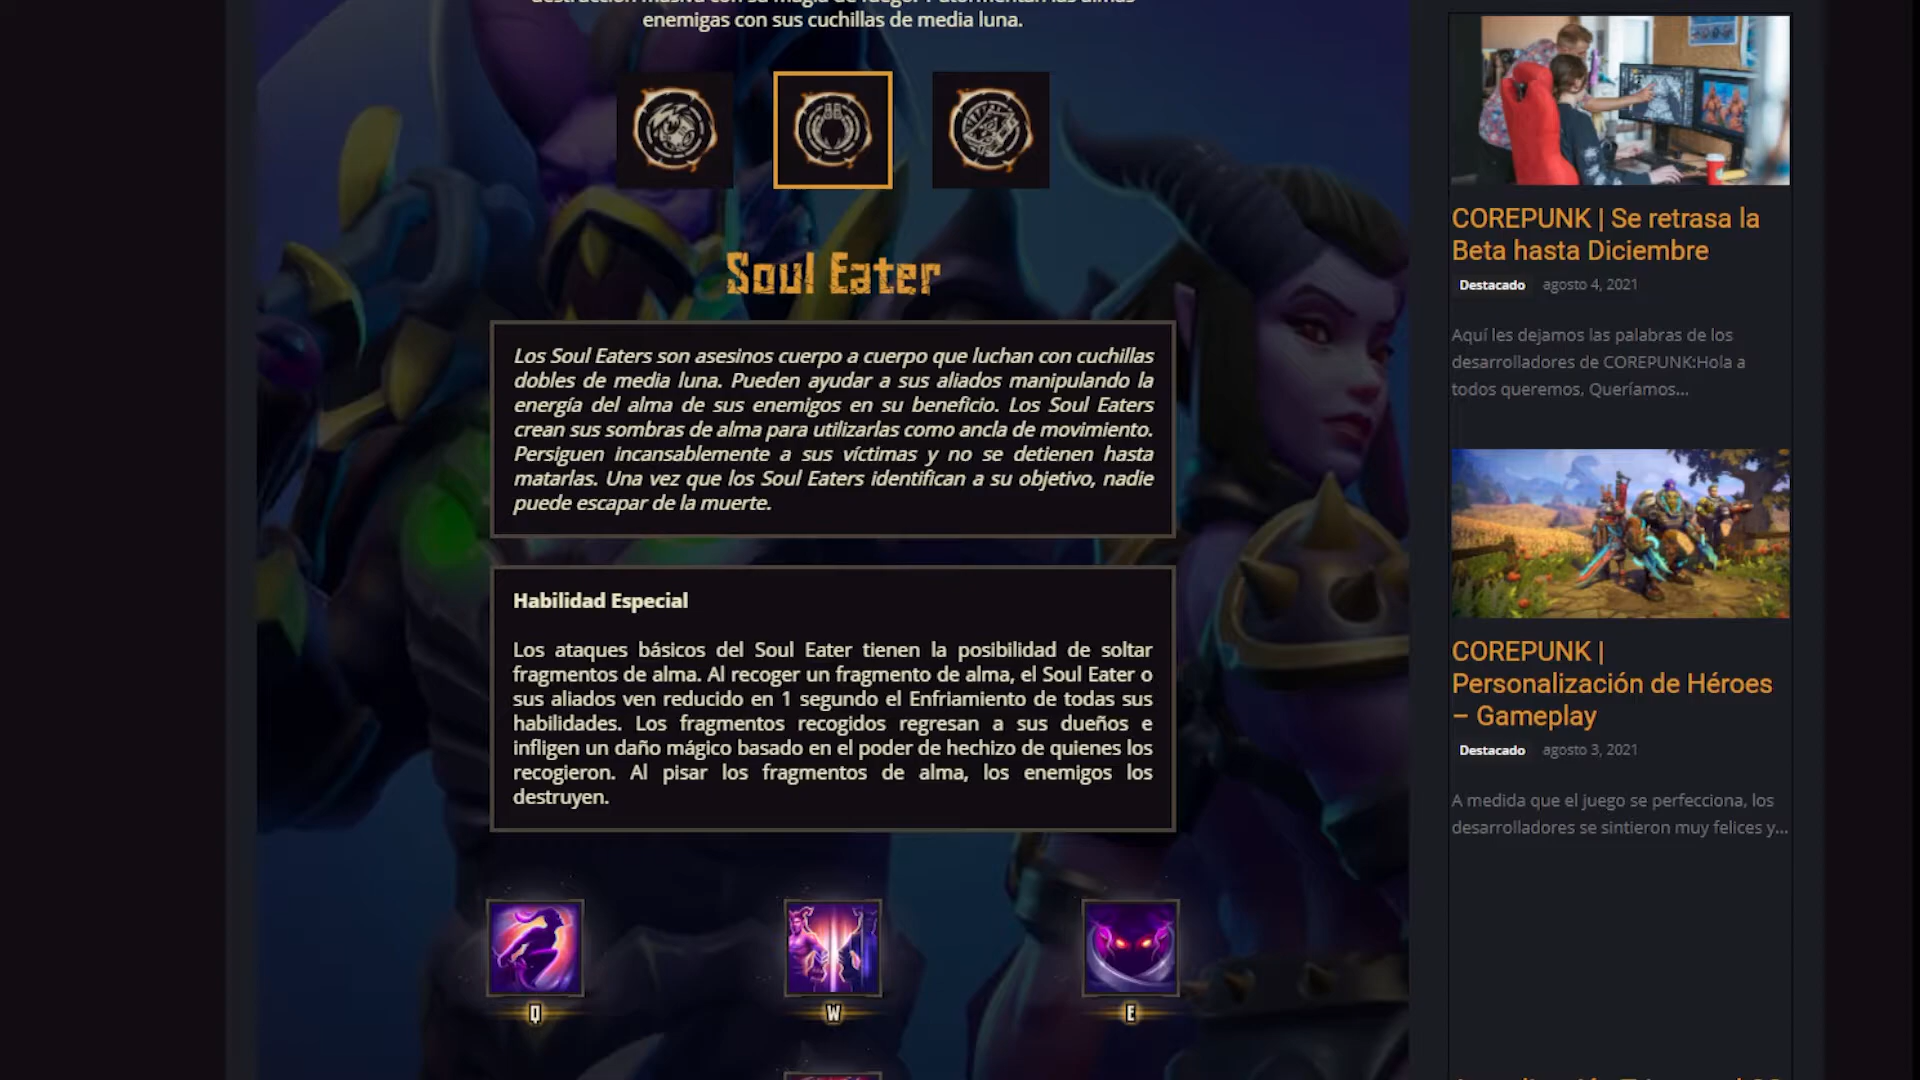 enemigas con sus cuchillas de media luna.
Soul Eater
Los Soul Eaters son asesinos cuerpo a cuerpo que luchan con cuchillas
dobles de media luna. Pueden ayudar a sus aliados manipulando la
energía del alma de sus enemigos en su beneficio. Los Soul Eaters
crean sus sombras de alma para utilizarlas como ancla de movimiento.
Persiguen incansablemente a sus víctimas y no se detienen hasta
matarlas. Una vez que los Soul Eaters identifican a su objetivo, nadie
puede escapar de la muerte.
Habilidad Especial
Los ataques básicos del Soul Eater tienen la posibilidad de soltar
fragmentos de alma. Al recoger un fragmento de alma, el Soul Eater o
sus aliados ven reducido en 1 segundo el Enfriamiento de todas sus
habilidades. Los fragmentos recogidos regresan a sus dueños e
infligen un daño mágico basado en el poder de hechizo de quienes los
recogieron. Al pisar los fragmentos de alma, los enemigos los
destruyen.
Q
W
E
COREPUNK | Se retrasa la
Beta hasta Diciembre
Destacado agosto 4, 2021
Aquí les dejamos las palabras de los
desarrolladores de COREPUNK:Hola a
todos queremos, Queríamos...
COREPUNK |
Personalización de Héroes
– Gameplay
Destacado agosto 3, 2021
A medida que el juego se perfecciona, los
desarrolladores se sintieron muy felices y...